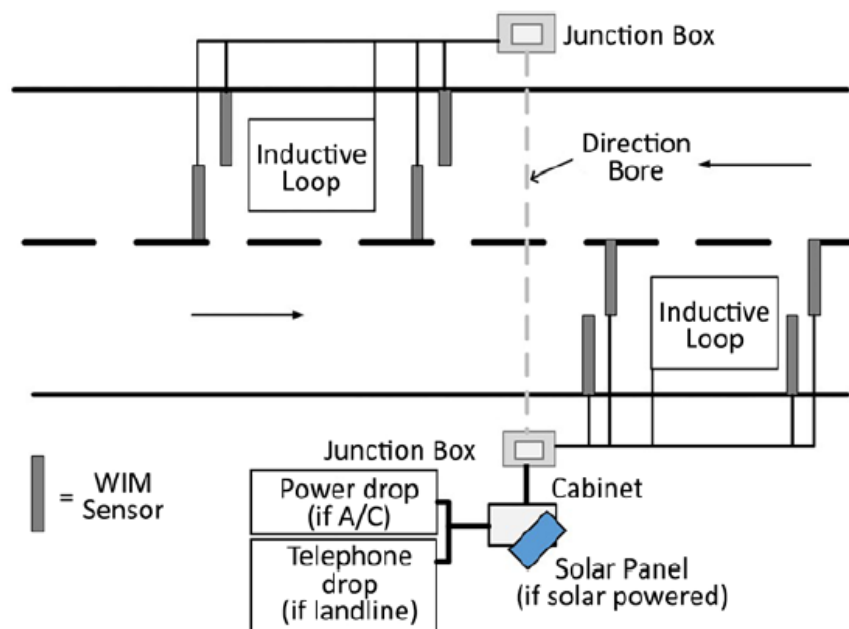 Junction Box
Inductive
Loop
Direction
Bore
Inductive
Loop
Junction Box
= WIM
Sensor
Power drop
(if A/C)
Telephone
drop
(if landline)
Cabinet
Solar Panel
(if solar powered)